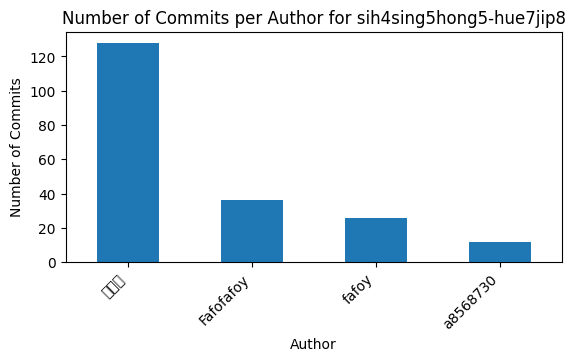 Number of Commits per Author for sih4sing5hong5-hue7jip8
Number of Commits
120
100
80
60
40
20
0
Fafofafoy
fafoy
a8568730
Author